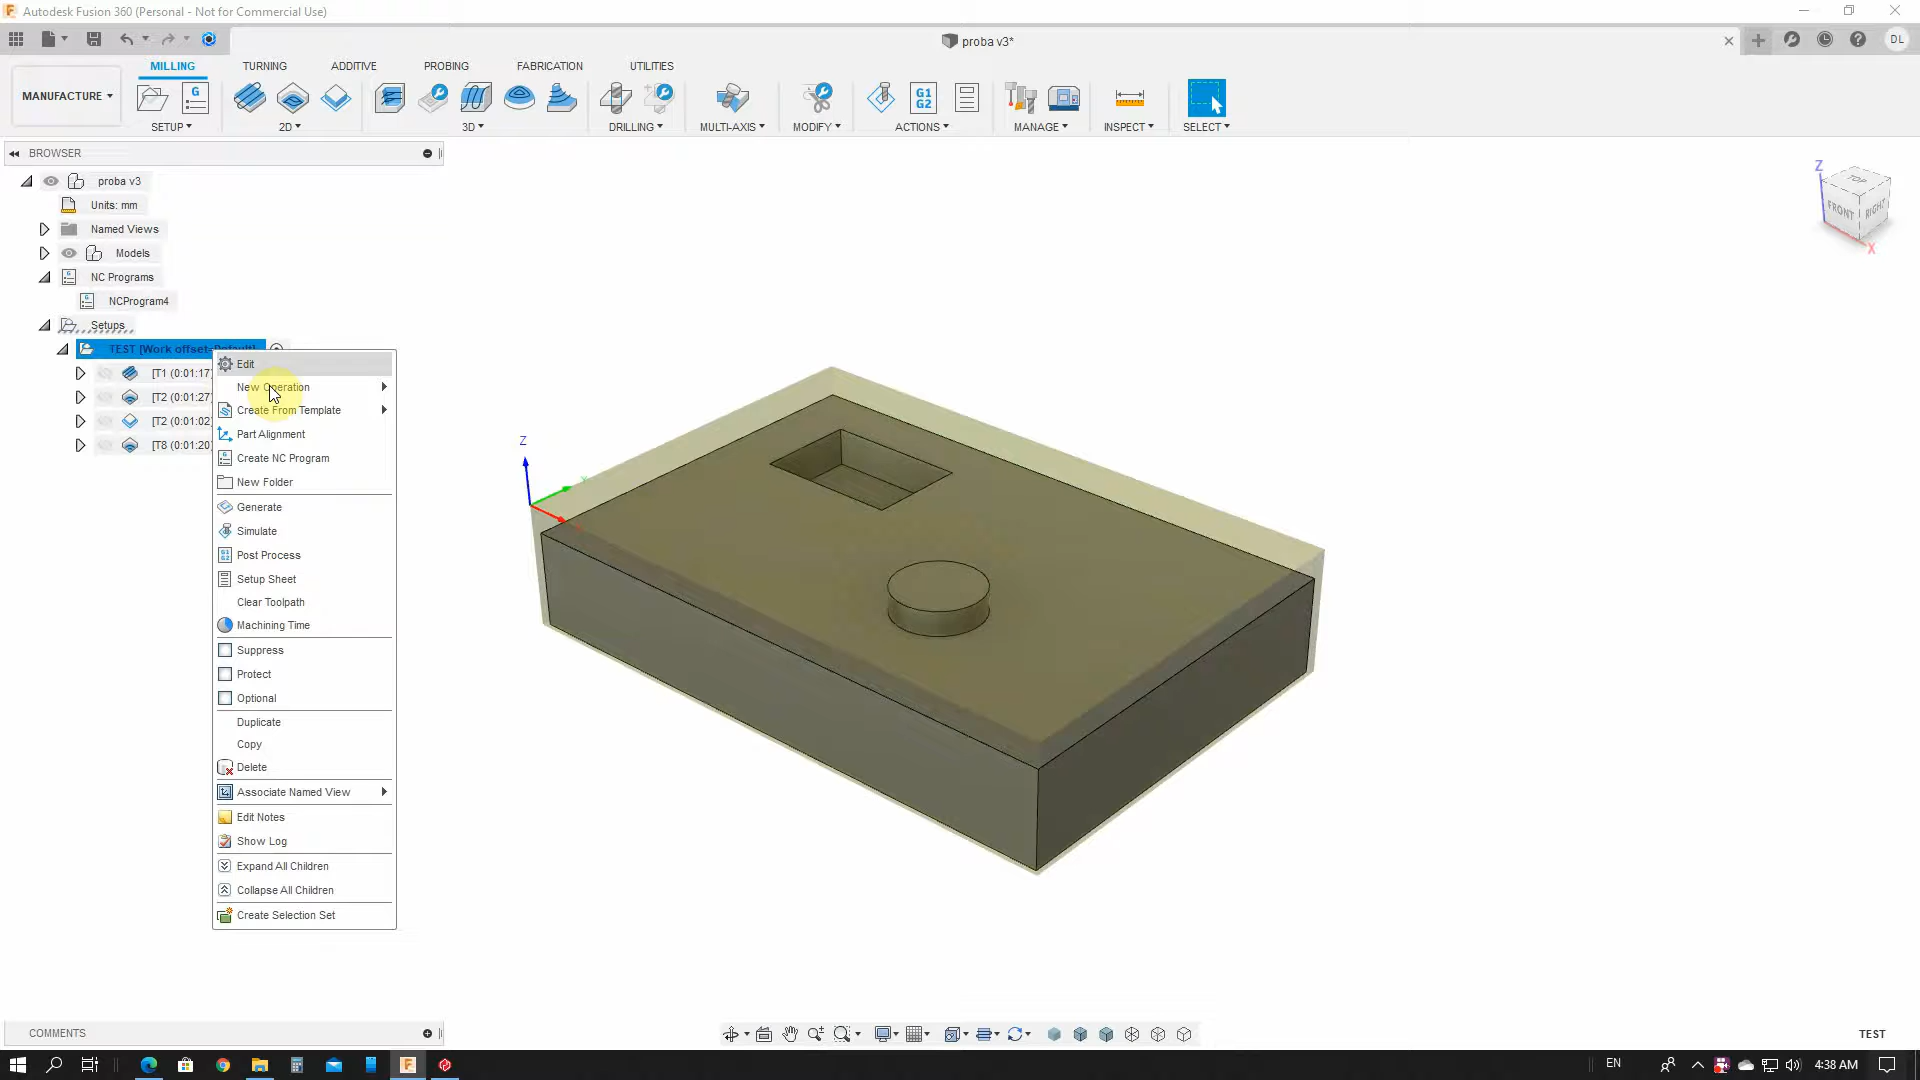 Autodesk Fusion 360 (Personal - Not for Commercial Use)
proba v3*
DL
MANUFACTURE
MILLING
TURNING
ADDITIVE
PROBING
FABRICATION
UTILITIES
G
G1
G2
SETUP
2D
3D
DRILLING
MULTI-AXIS
MODIFY
ACTIONS
MANAGE
INSPECT
SELECT
BROWSER
proba v3
Units: mm
Named Views
Models
NC Programs
NCProgram4
Setups
TEST [Work offset=Default]
[T1 (0:01:17)
[T2 (0:01:27)
[T2 (0:01:02)
[T8 (0:01:20)
Edit
New Operation
Create From Template
Part Alignment
Create NC Program
New Folder
Generate
Simulate
Post Process
Setup Sheet
Clear Toolpath
Machining Time
Suppress
Protect
Optional
Duplicate
Copy
Delete
Associate Named View
Edit Notes
Show Log
Expand All Children
Collapse All Children
Create Selection Set
Z
Z
TOP
FRONT
RIGHT
X
COMMENTS
TEST
EN
4:38 AM